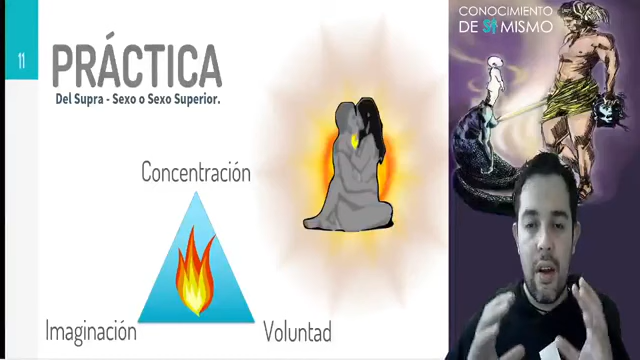 11
PRÁCTICA
Del Supra - Sexo o Sexo Superior.
Concentración
Imaginación
Voluntad
CONOCIMIENTO
DE SÍ MISMO